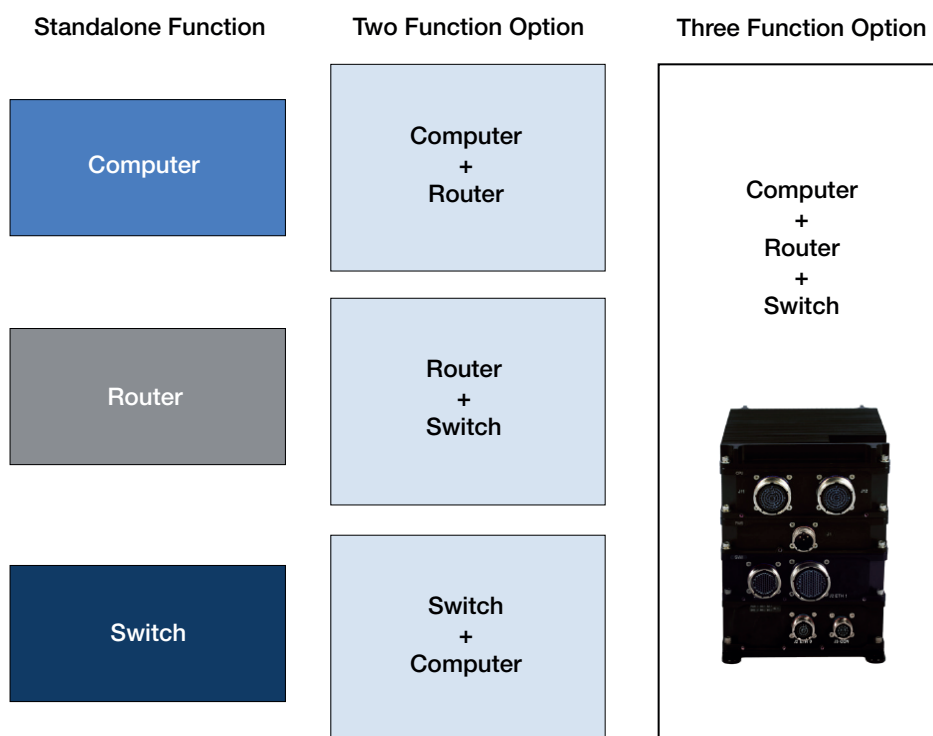 Standalone Function
Two Function Option
Three Function Option
Computer
Router
Switch
Computer
+
Router
Router
+
Switch
Switch
+
Computer
Computer
+
Router
+
Switch
J1